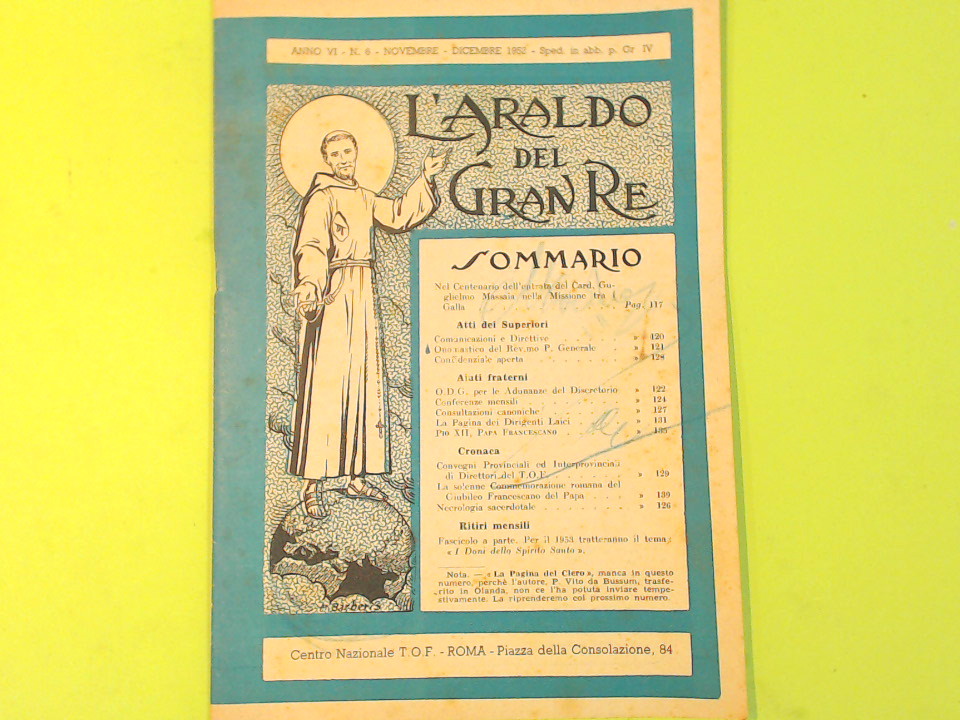 ANNO VI - N. 6 - NOVEMBRE - DICEMBRE 1952 - Sped. in abb. p. Gr IV
L'ARALDO
DEL
GRAN RE
SOMMARIO
Nel Centenario dell'entrata del Card. Gu-
glielmo Massaia nella Missione tra i
Galla . . . . . . . . Pag. 117
Atti dei Superiori
Comunicazioni e Direttive . . . . » 120
Onomastico del Rev.mo P. Generale . » 121
Confidenziale aperta . . . . . » 128
Aiuti fraterni
O.D.G. per le Adunanze del Discretorio » 122
Conferenze mensili . . . . . . » 124
Consultazioni canoniche . . . . . » 127
La Pagina dei Dirigenti Laici . . . » 131
PIO XII, PAPA FRANCESCANO . . . » 135
Cronaca
Convegni Provinciali ed Interprovinciali
di Direttori del T.O.F. . . . . . » 129
La solenne Commemorazione romana del
Giubileo Francescano del Papa . . . » 139
Necrologia sacerdotale . . . . . » 126
Ritiri mensili
Fascicolo a parte. Per il 1953 tratteranno il tema:
« I Doni dello Spirito Santo ».
Nota. — « La Pagina del Clero », manca in questo
numero, perchè l'autore, P. Vito da Bussum, trasfe-
rito in Olanda, non ce l'ha potuta inviare tempe-
stivamente. La riprenderemo col prossimo numero.
Barberis
Centro Nazionale T.O.F. - ROMA - Piazza della Consolazione, 84